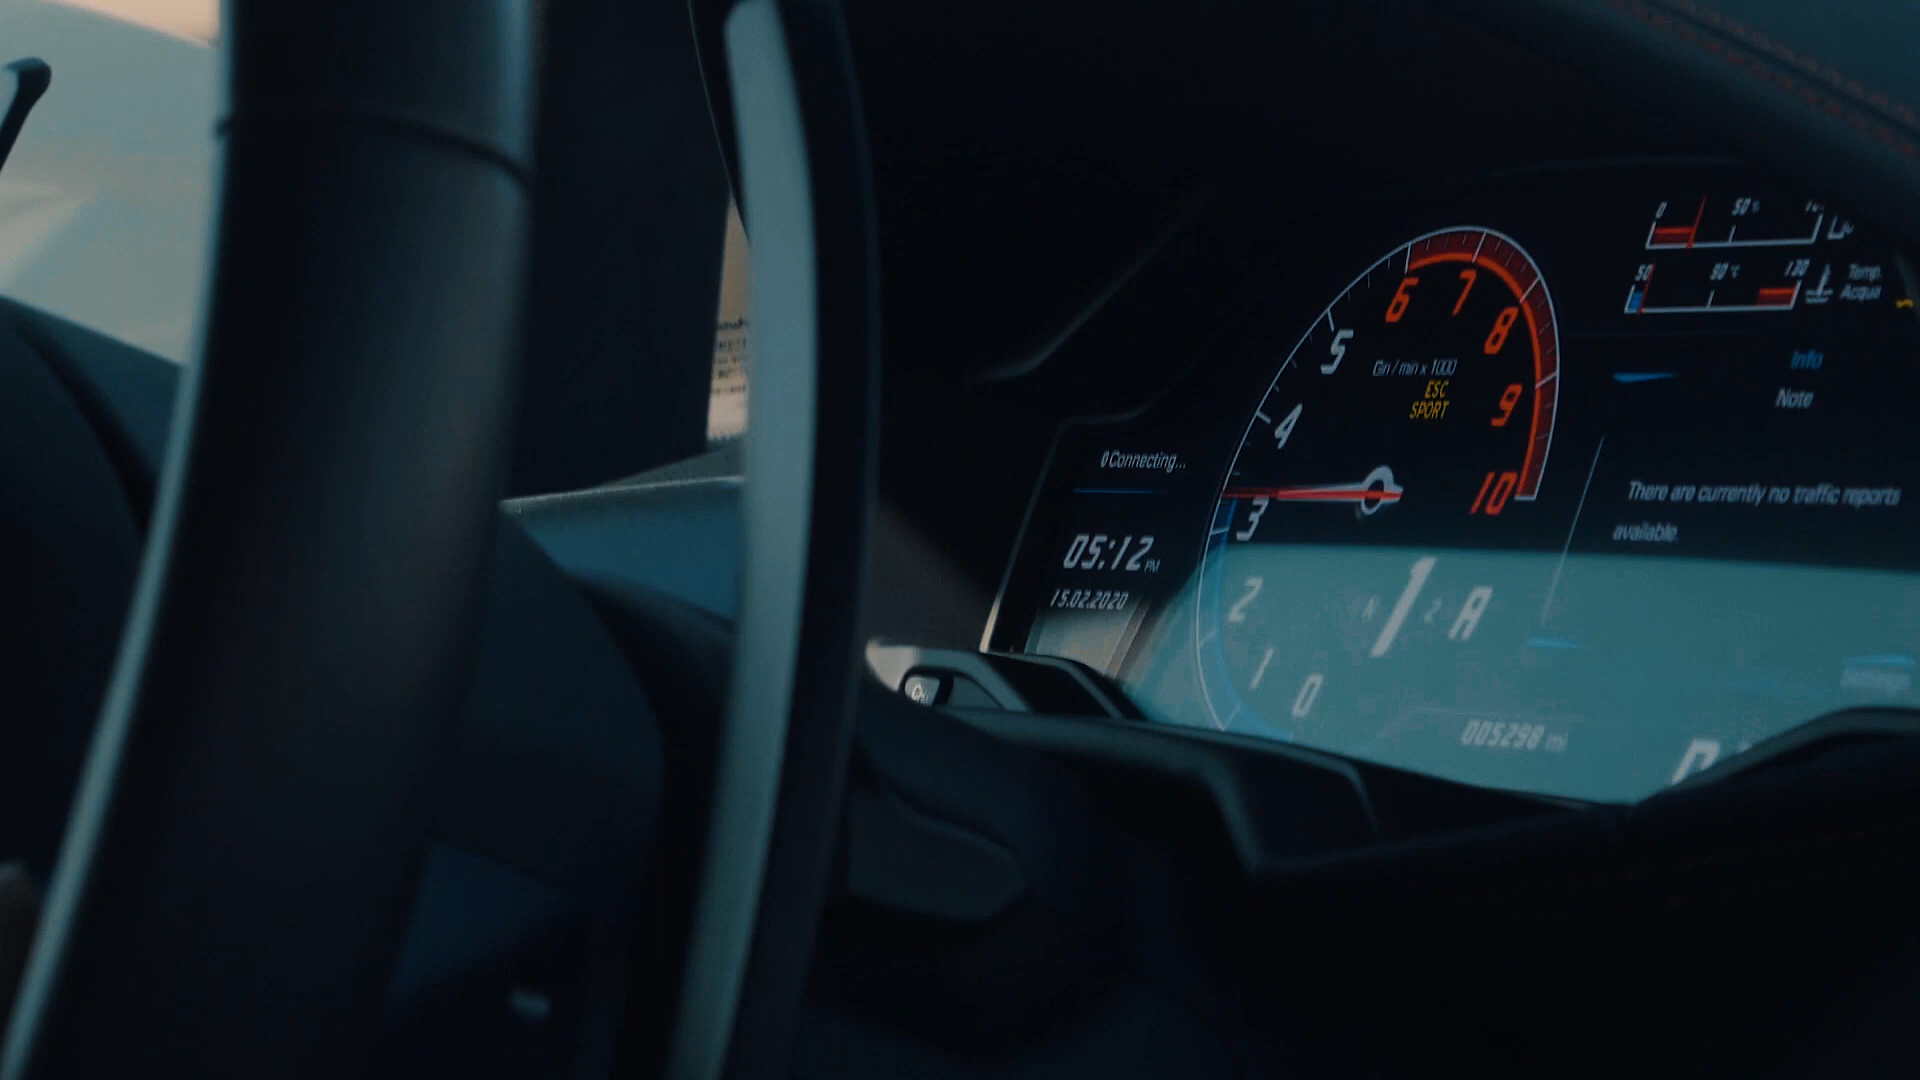 0 Connecting...
05:12 PM
15.02.2020
0
1
2
3
4
5
6
7
8
9
10
Giri / min x 1000
ESC
SPORT
N 1 2 A
005298 mi
0 50
50 90 °C 130
Temp.
Acqua
Info
Note
There are currently no traffic reports
available.